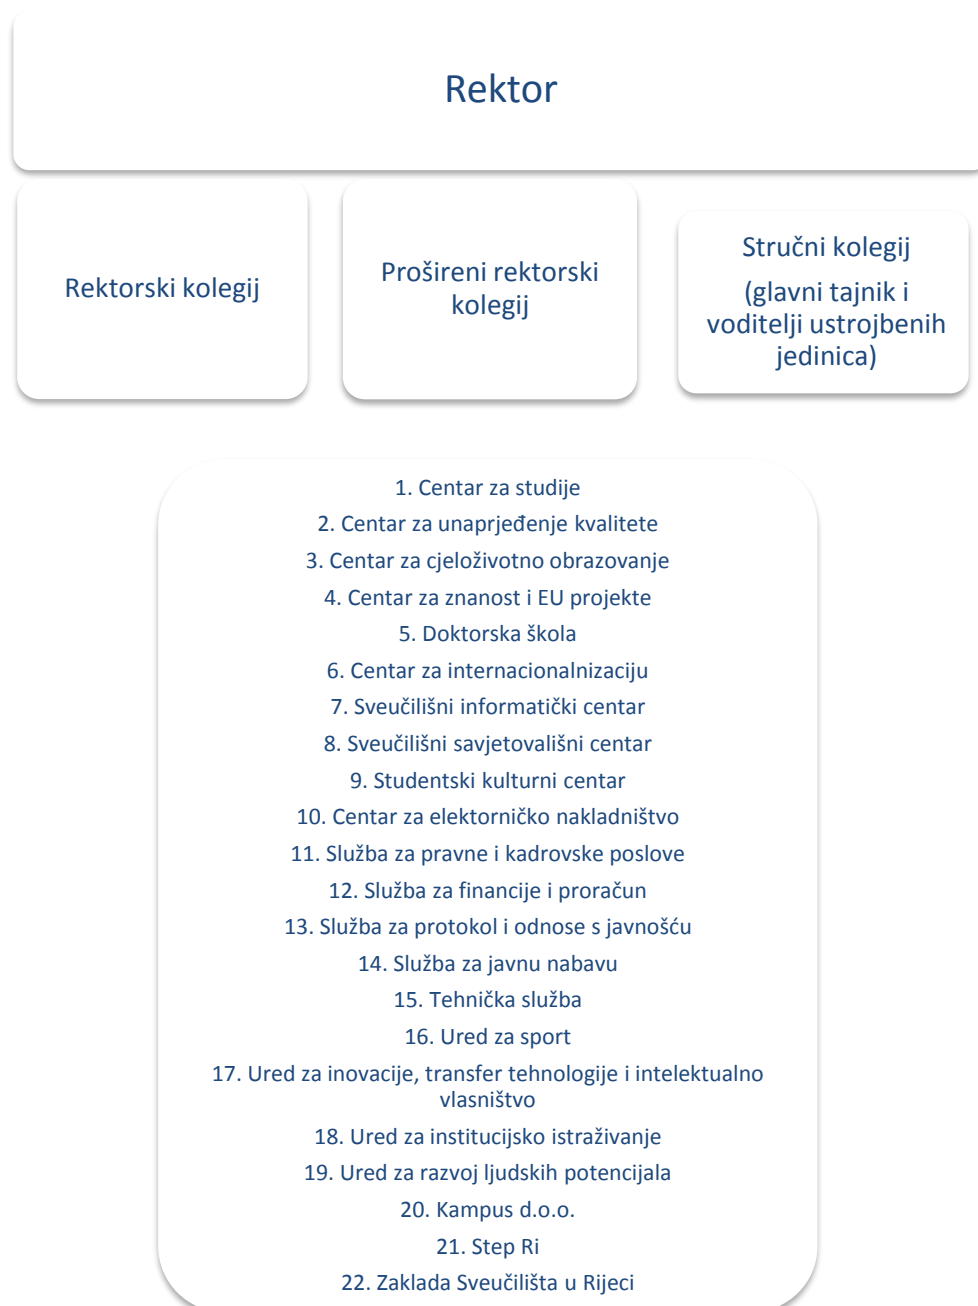 Rektor
Rektorski kolegij
Prošireni rektorski
kolegij
Stručni kolegij
(glavni tajnik i
voditelji ustrojbenih
jedinica)
1. Centar za studije
2. Centar za unaprjeđenje kvalitete
3. Centar za cjeloživotno obrazovanje
4. Centar za znanost i EU projekte
5. Doktorska škola
6. Centar za internacionalnizaciju
7. Sveučilišni informatički centar
8. Sveučilišni savjetovališni centar
9. Studentski kulturni centar
10. Centar za elektorničko nakladništvo
11. Služba za pravne i kadrovske poslove
12. Služba za financije i proračun
13. Služba za protokol i odnose s javnošću
14. Služba za javnu nabavu
15. Tehnička služba
16. Ured za sport
17. Ured za inovacije, transfer tehnologije i intelektualno
vlasništvo
18. Ured za institucijsko istraživanje
19. Ured za razvoj ljudskih potencijala
20. Kampus d.o.o.
21. Step Ri
22. Zaklada Sveučilišta u Rijeci